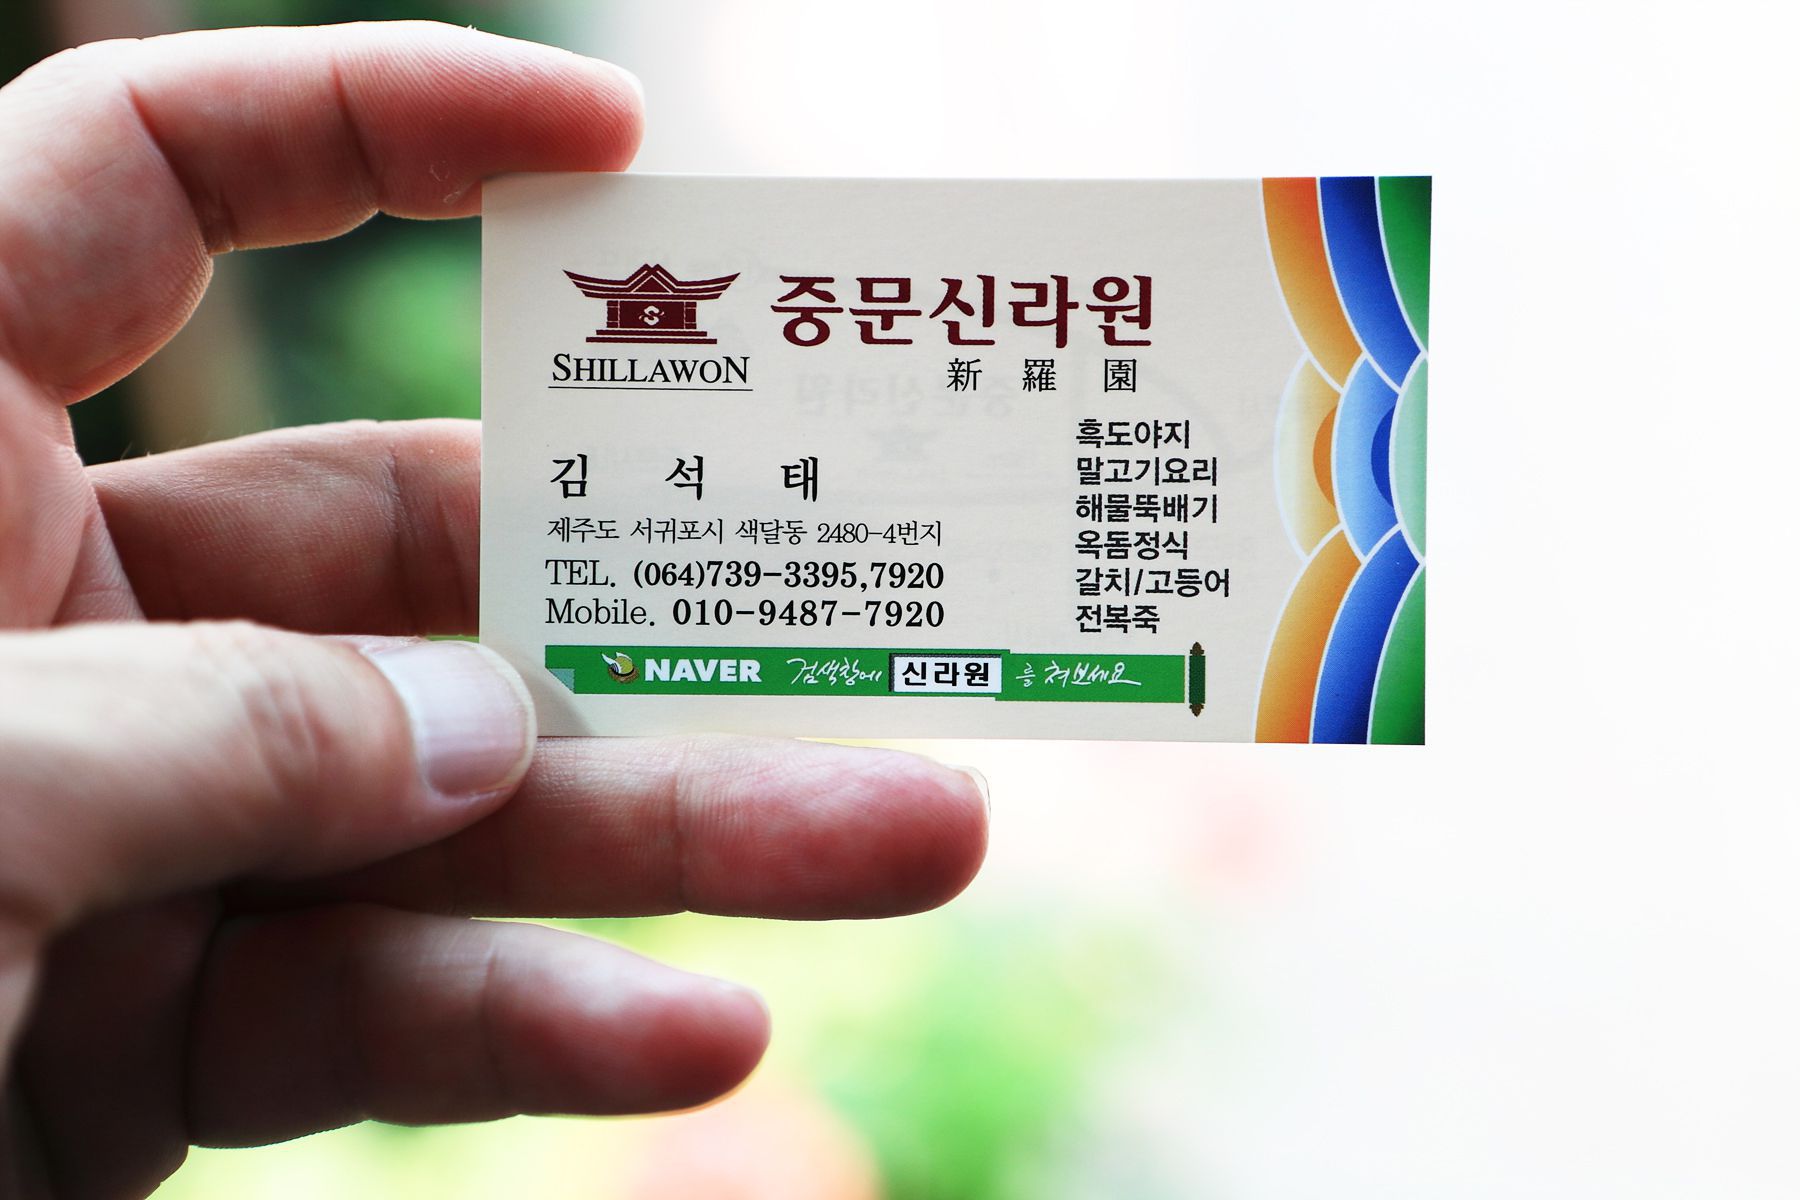 중문신라원
SHILLAWON
新羅園
김석태
제주도 서귀포시 색달동 2480-4번지
TEL. (064)739-3395,7920
Mobile. 010-9487-7920
흑도야지
말고기요리
해물뚝배기
옥돔정식
갈치/고등어
전복죽
NAVER 검색창에 신라원 를 쳐보세요